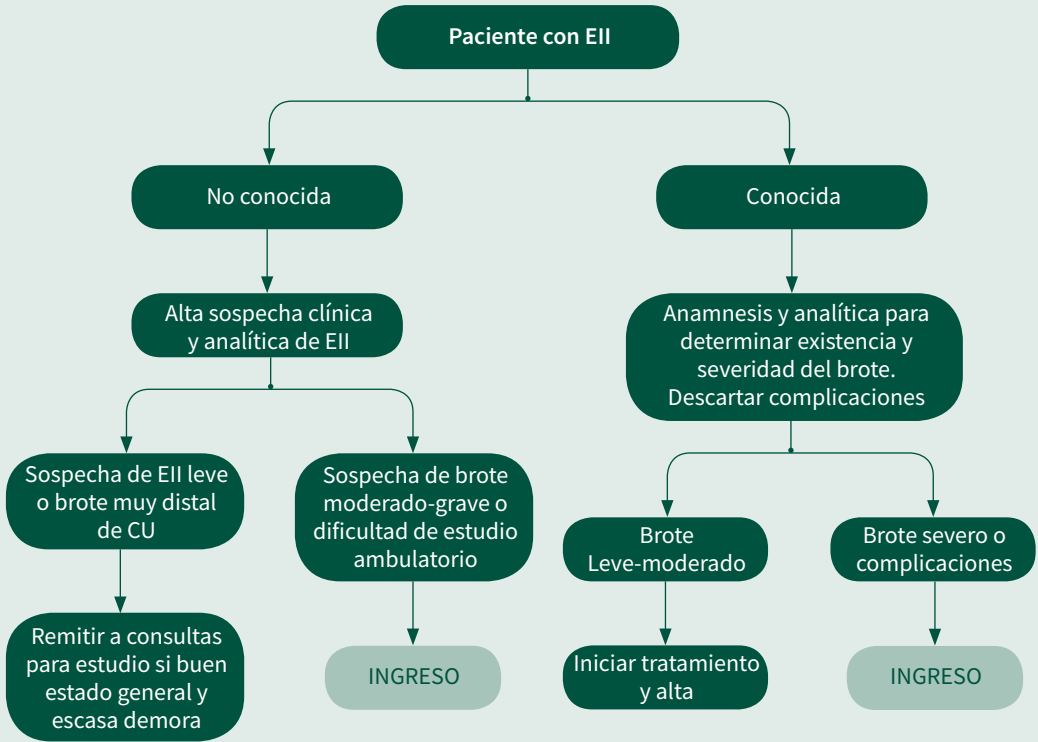 Paciente con EII
No conocida
Conocida
Alta sospecha clínica
y analítica de EII
Anamnesis y analítica para
determinar existencia y
severidad del brote.
Descartar complicaciones
Sospecha de EII leve
o brote muy distal
de CU
Sospecha de brote
moderado-grave o
dificultad de estudio
ambulatorio
Brote
Leve-moderado
Brote severo o
complicaciones
Remitir a consultas
para estudio si buen
estado general y
escasa demora
INGRESO
Iniciar tratamiento
y alta
INGRESO